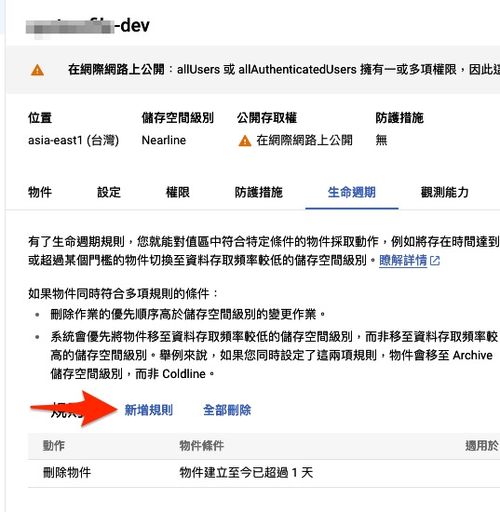 -dev
在網際網路上公開：allUsers 或 allAuthenticatedUsers 擁有一或多項權限，因此
位置 儲存空間級別 公開存取權 防護措施
asia-east1 (台灣) Nearline 在網際網路上公開 無
物件 設定 權限 防護措施 生命週期 觀測能力
有了生命週期規則，您就能對值區中符合特定條件的物件採取動作，例如將存在時間達到
或超過某個門檻的物件切換至資料存取頻率較低的儲存空間級別。瞭解詳情
如果物件同時符合多項規則的條件：
• 刪除作業的優先順序高於儲存空間級別的變更作業。
• 系統會優先將物件移至資料存取頻率較低的儲存空間級別，而非移至資料存取頻率較
高的儲存空間級別。舉例來說，如果您同時設定了這兩項規則，物件會移至 Archive
儲存空間級別，而非 Coldline。
新增規則 全部刪除
動作 物件條件 適用於
刪除物件 物件建立至今已超過 1 天